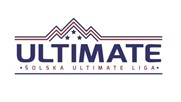 ULTIMATE
• ŠOLSKA ULTIMATE LIGA •